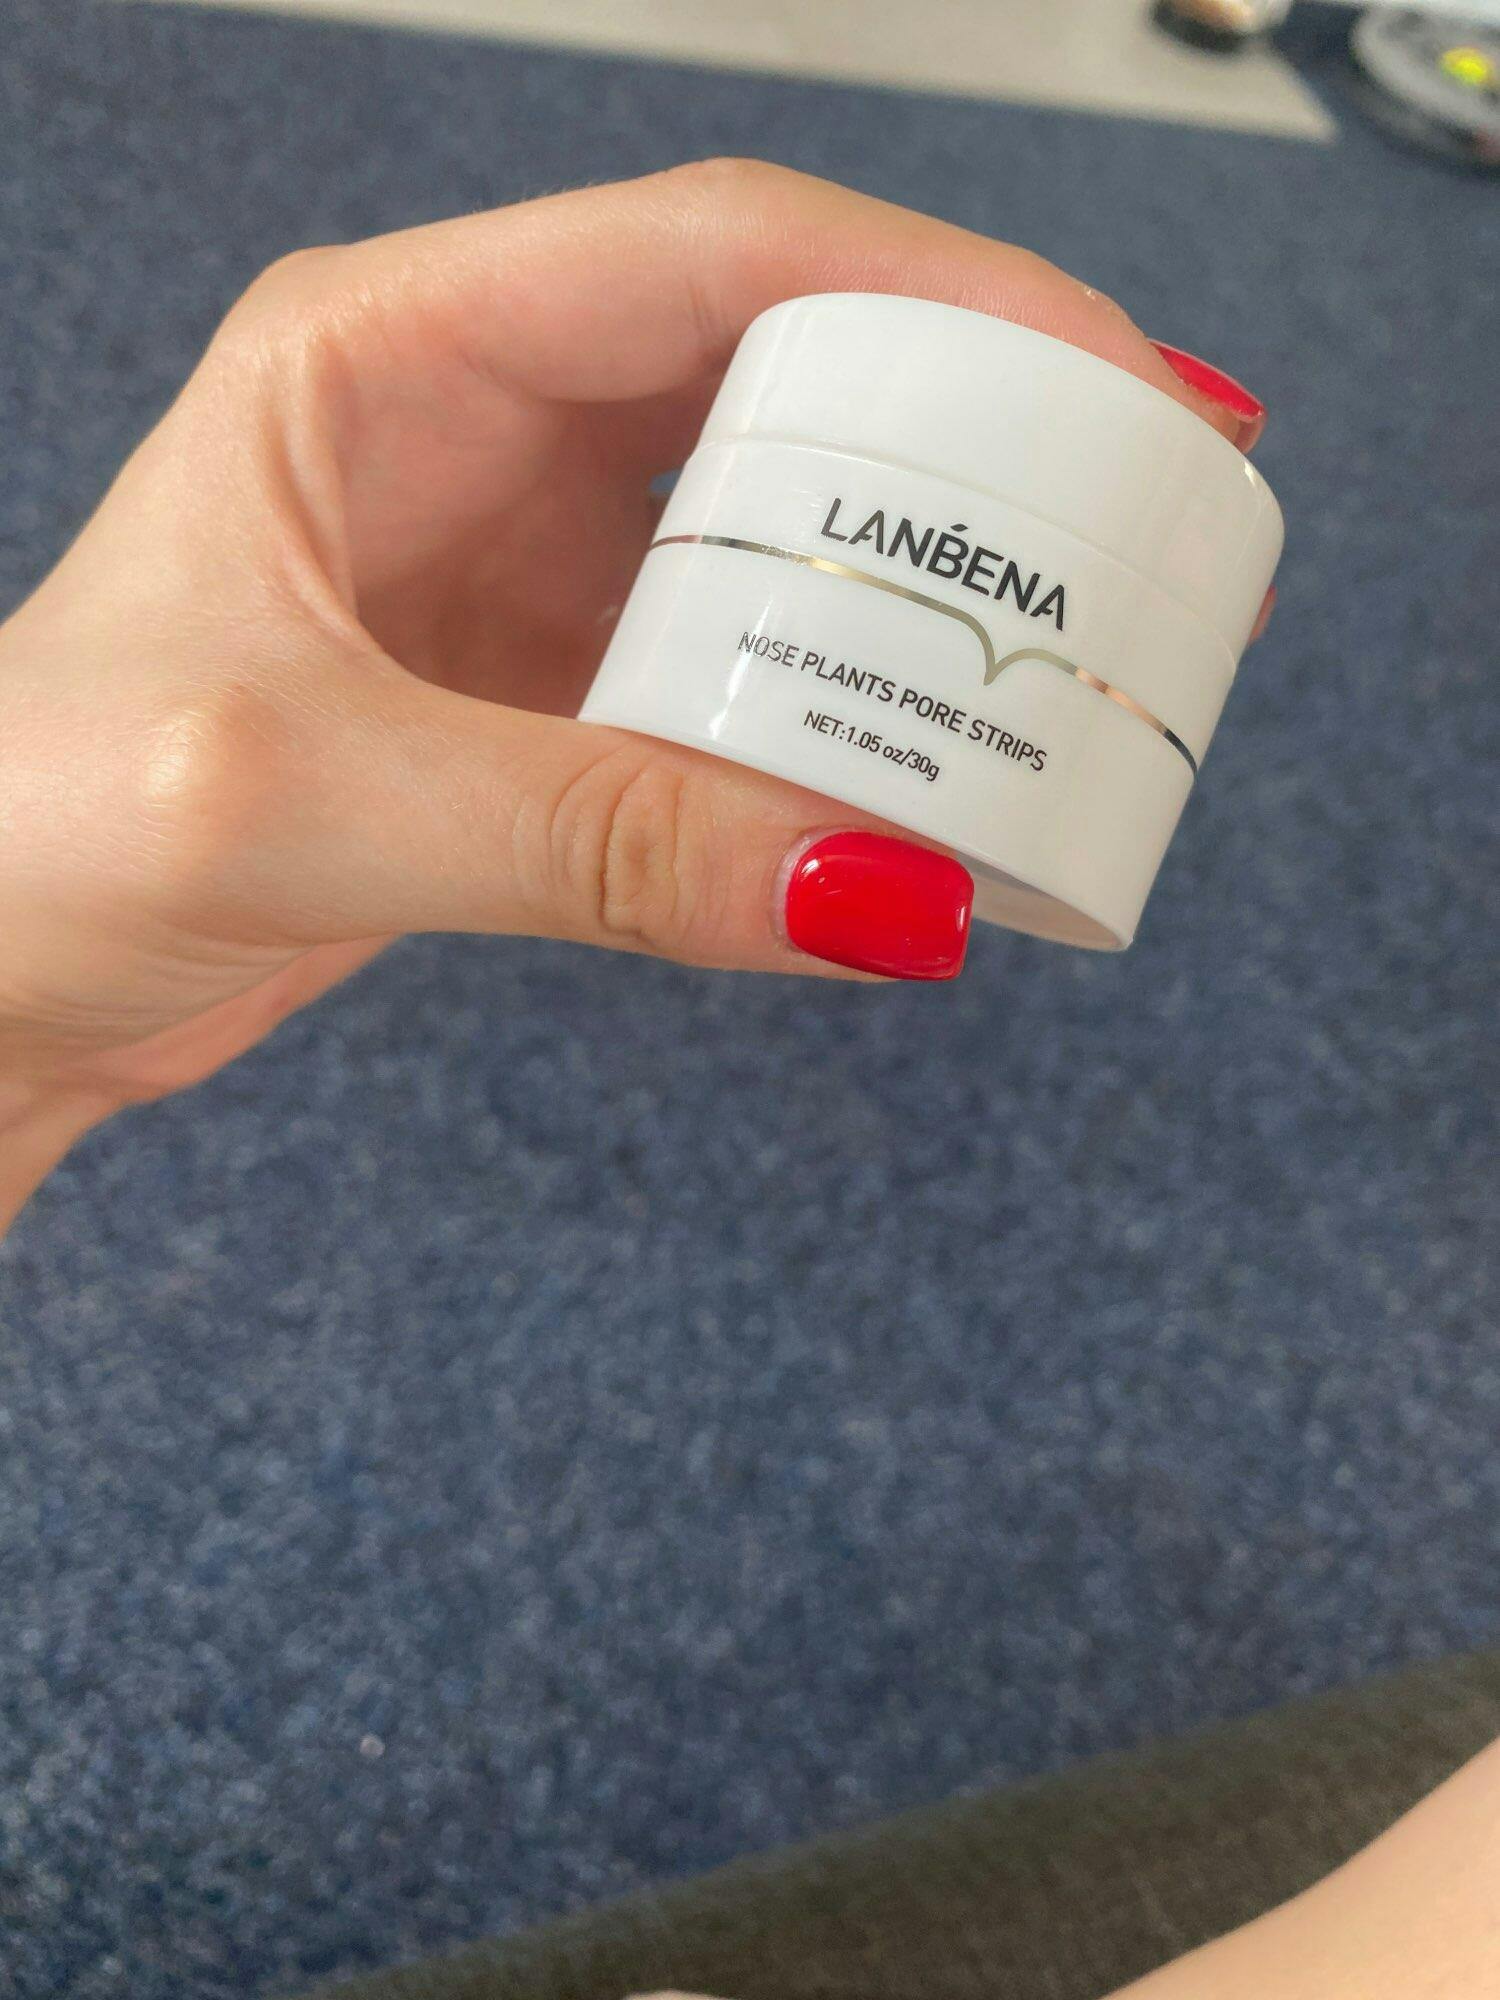 LANBENA
NOSE PLANTS PORE STRIPS
NET:1.05 oz/30g